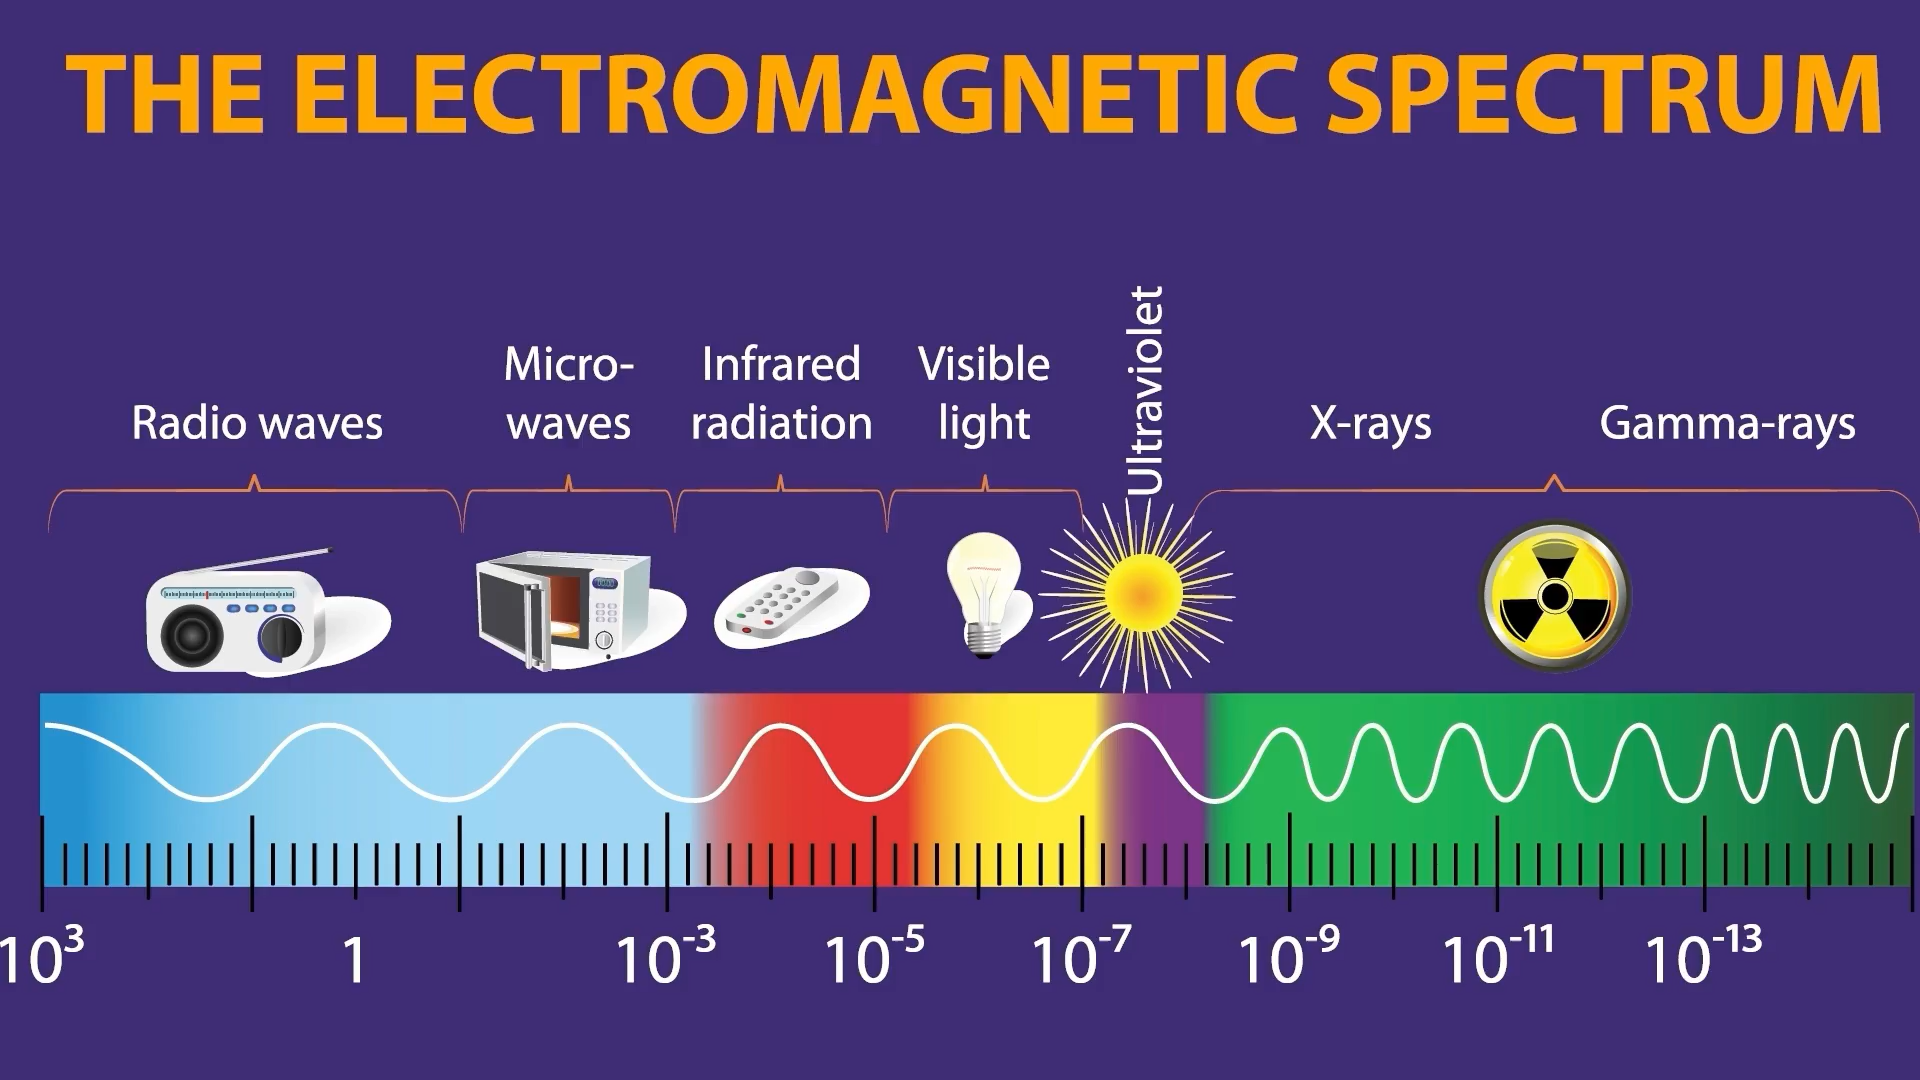 THE ELECTROMAGNETIC SPECTRUM
Radio waves
Micro-
waves
Infrared
radiation
Visible
light
Ultraviolet
X-rays
Gamma-rays
10³
1
10⁻³
10⁻⁵
10⁻⁷
10⁻⁹
10⁻¹¹
10⁻¹³